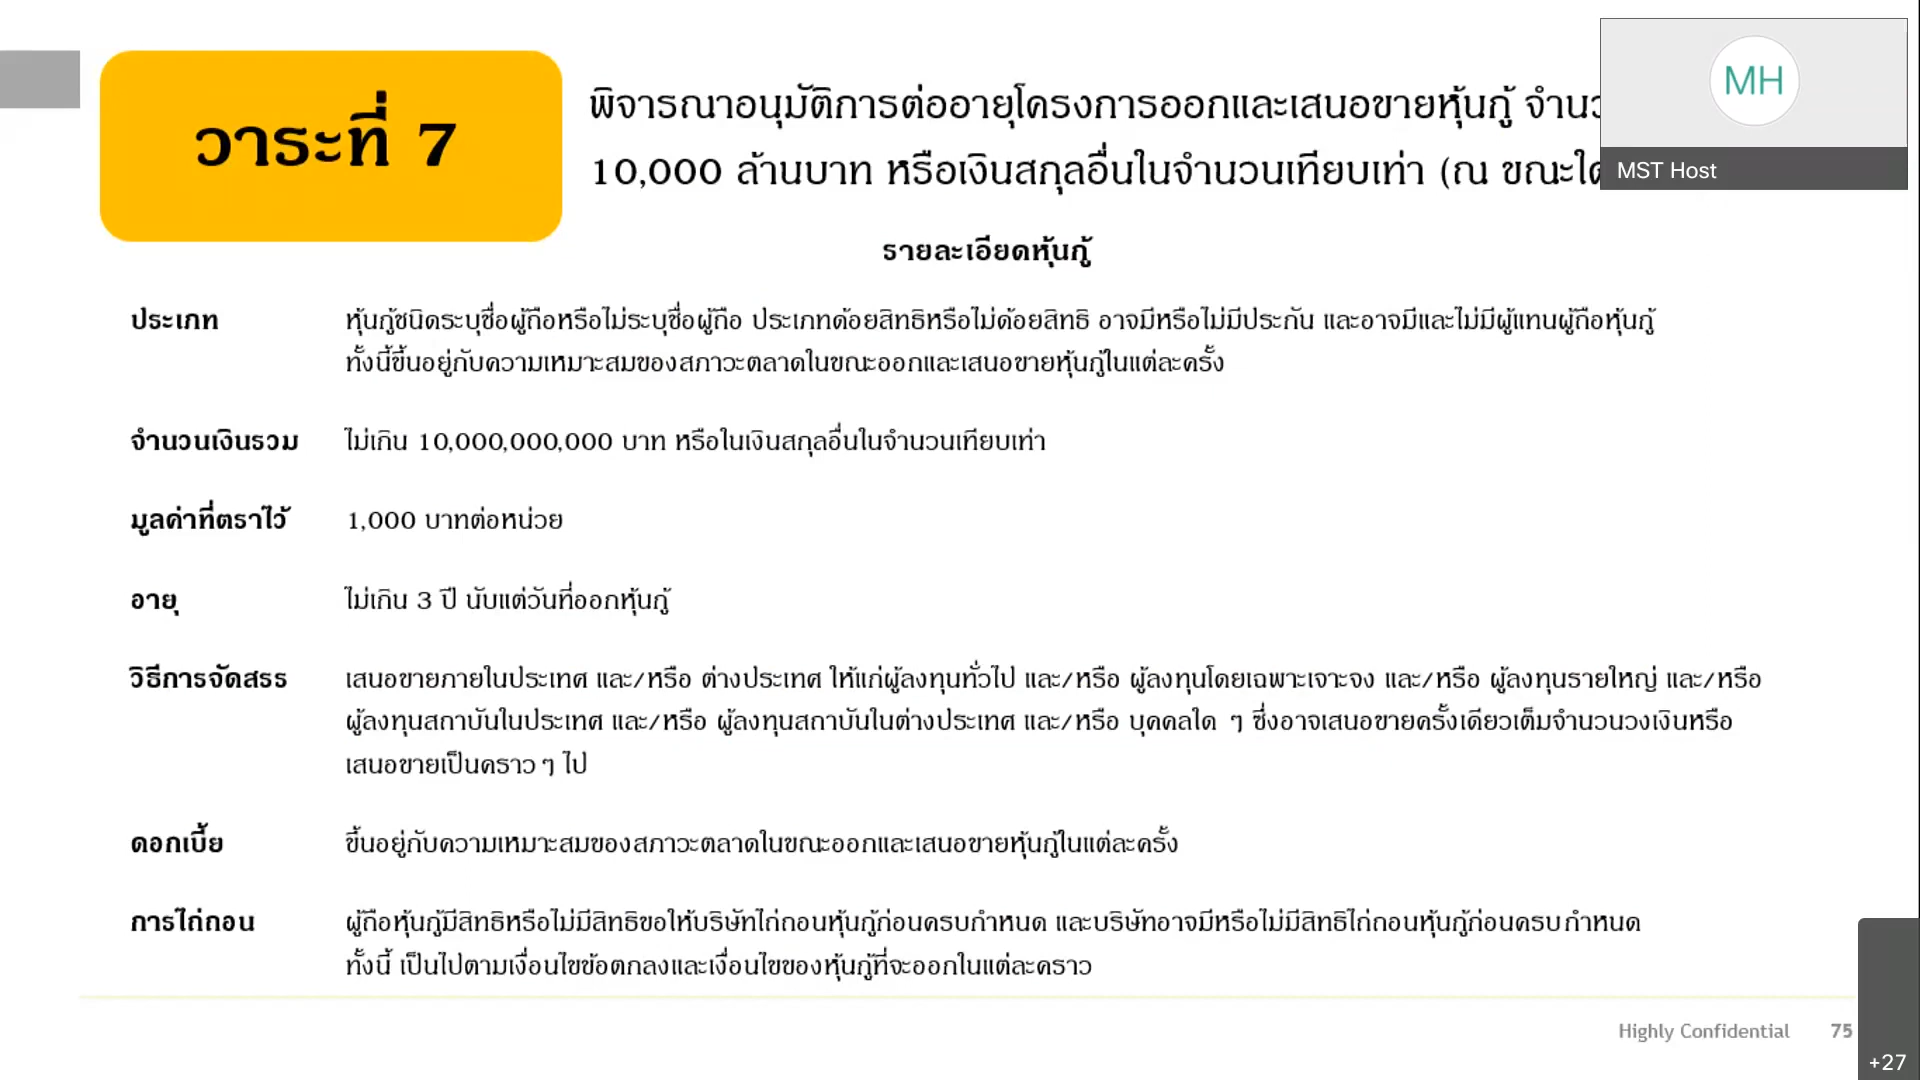 วาระที่ 7
พิจารณาอนุมัติการต่ออายุโครงการออกและเสนอขายหุ้นกู้
10,000 ล้านบาท หรือเงินสกุลอื่นในจำนวนเทียบเท่า (ณ
MH
MST Host
รายละเอียดหุ้นกู้
ประเภท หุ้นกู้ชนิดระบุชื่อผู้ถือหรือไม่ระบุชื่อผู้ถือ ประเภทด้อยสิทธิหรือไม่ด้อยสิทธิ อาจมีหรือไม่มีประกัน และอาจมีและไม่มีผู้แทนผู้ถือหุ้นกู้
ทั้งนี้ขึ้นอยู่กับความเหมาะสมของสภาวะตลาดในขณะออกและเสนอขายหุ้นกู้ในแต่ละครั้ง
จำนวนเงินรวม ไม่เกิน 10,000,000,000 บาท หรือในเงินสกุลอื่นในจำนวนเทียบเท่า
มูลค่าที่ตราไว้ 1,000 บาทต่อหน่วย
อายุ ไม่เกิน 3 ปี นับแต่วันที่ออกหุ้นกู้
วิธีการจัดสรร เสนอขายภายในประเทศ และ/หรือ ต่างประเทศ ให้แก่ผู้ลงทุนทั่วไป และ/หรือ ผู้ลงทุนโดยเฉพาะเจาะจง และ/หรือ ผู้ลงทุนรายใหญ่ และ/หรือ
ผู้ลงทุนสถาบันในประเทศ และ/หรือ ผู้ลงทุนสถาบันในต่างประเทศ และ/หรือ บุคคลใด ๆ ซึ่งอาจเสนอขายครั้งเดียวเต็มจำนวนวงเงินหรือ
เสนอขายเป็นคราว ๆ ไป
ดอกเบี้ย ขึ้นอยู่กับความเหมาะสมของสภาวะตลาดในขณะออกและเสนอขายหุ้นกู้ในแต่ละครั้ง
การไถ่ถอน ผู้ถือหุ้นกู้มีสิทธิหรือไม่มีสิทธิขอให้บริษัทไถ่ถอนหุ้นกู้ก่อนครบกำหนด และบริษัทอาจมีหรือไม่มีสิทธิไถ่ถอนหุ้นกู้ก่อนครบกำหนด
ทั้งนี้ เป็นไปตามเงื่อนไขข้อตกลงและเงื่อนไขของหุ้นกู้ที่จะออกในแต่ละคราว
Highly Confidential 75
+27